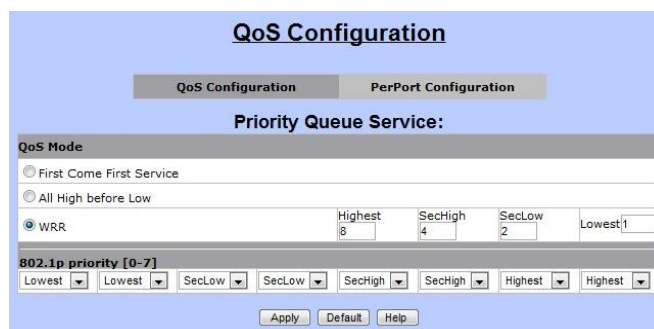 QoS Configuration
QoS Configuration PerPort Configuration
Priority Queue Service:
QoS Mode
First Come First Service
All High before Low
WRR Highest 8 SecHigh 4 SecLow 2 Lowest 1
802.1p priority [0-7]
Lowest Lowest SecLow SecLow SecHigh SecHigh Highest Highest
Apply Default Help